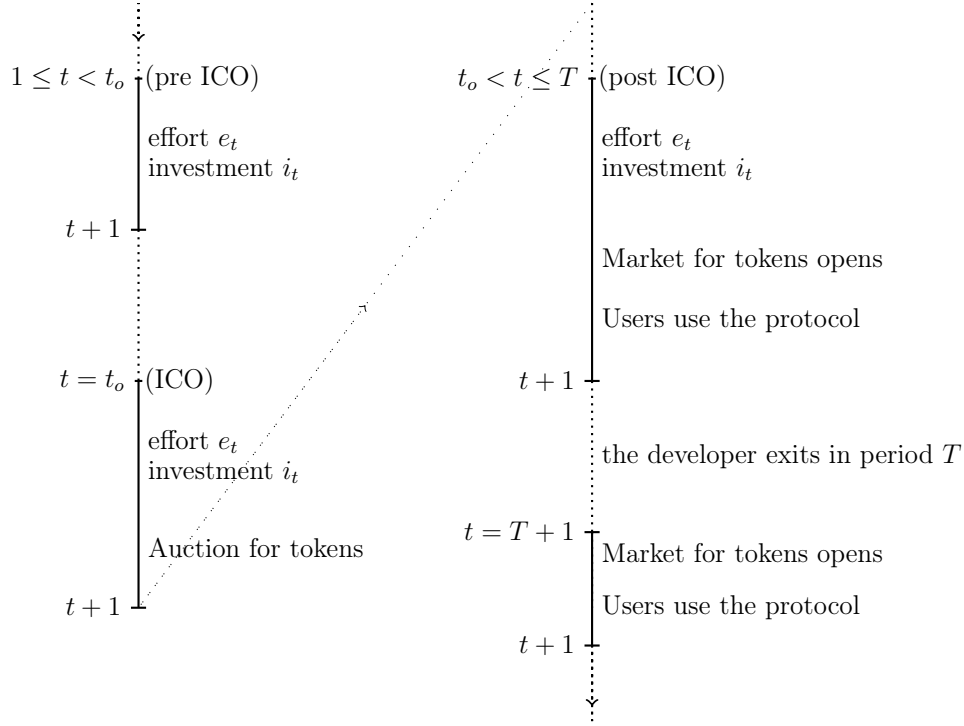 1 ≤ t < t_o (pre ICO)
effort e_t
investment i_t
t + 1
t = t_o (ICO)
effort e_t
investment i_t
Auction for tokens
t + 1
t_o < t ≤ T (post ICO)
effort e_t
investment i_t
Market for tokens opens
Users use the protocol
t + 1
the developer exits in period T
t = T + 1
Market for tokens opens
Users use the protocol
t + 1